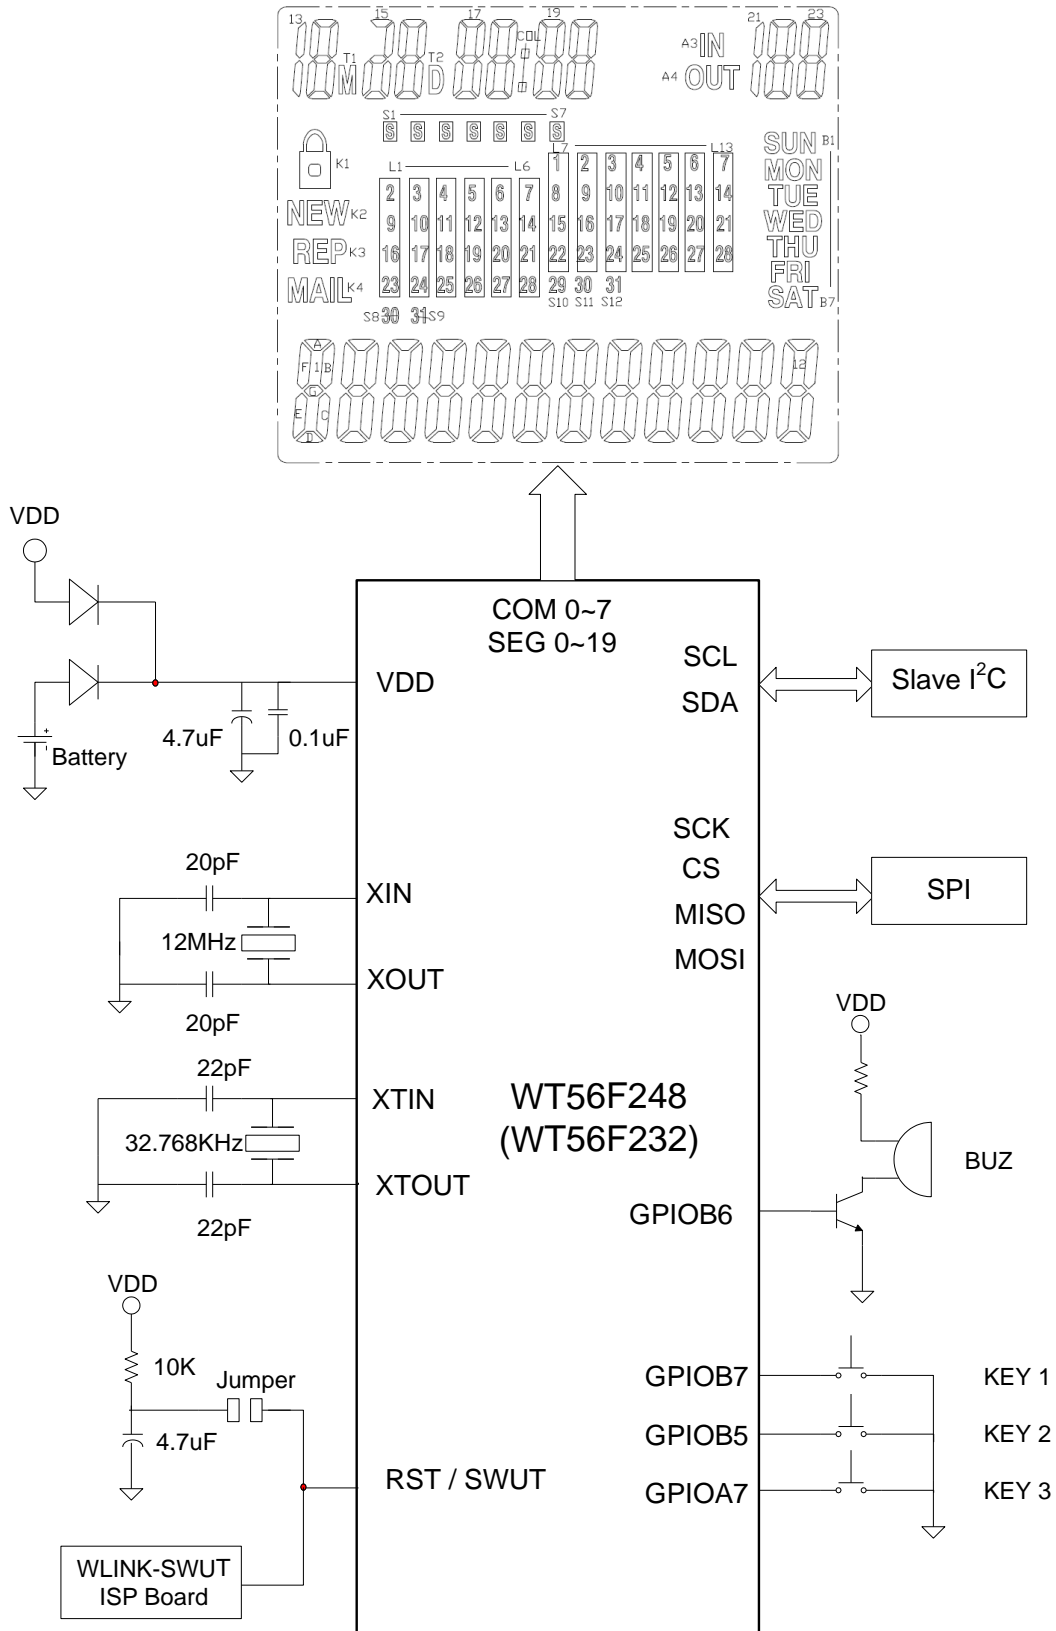 13 15 17 19 21 23
COL
T1 T2
M D
A3 IN
A4 OUT
S1 S7
S S S S S S S
K1
NEW K2
REP K3
MAIL K4
L1 L6
L7 L13
2 3 4 5 6 7
9 10 11 12 13 14
16 17 18 19 20 21
23 24 25 26 27 28
S8 30 31 S9
1 2 3 4 5 6 7
8 9 10 11 12 13 14
15 16 17 18 19 20 21
22 23 24 25 26 27 28
29 30 31
S10 S11 S12
SUN B1
MON
TUE
WED
THU
FRI
SAT B7
A
F 1 B
G
E C
D
12
VDD
Battery
4.7uF
0.1uF
COM 0~7
SEG 0~19
VDD
SCL
SDA
Slave I²C
SCK
CS
MISO
MOSI
SPI
20pF
12MHz
20pF
XIN
XOUT
22pF
32.768KHz
22pF
XTIN
XTOUT
WT56F248
(WT56F232)
VDD
BUZ
GPIOB6
VDD
10K
Jumper
4.7uF
RST / SWUT
WLINK-SWUT
ISP Board
GPIOB7
KEY 1
GPIOB5
KEY 2
GPIOA7
KEY 3